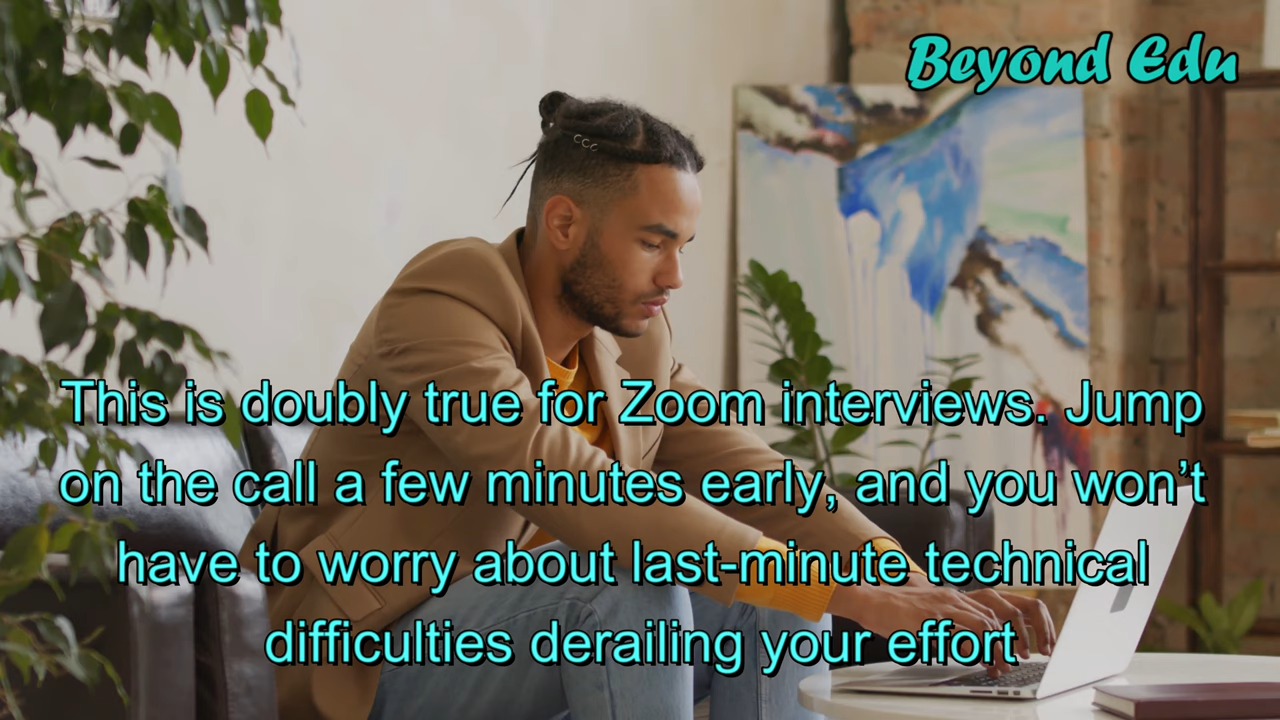 Beyond Edu
This is doubly true for Zoom interviews. Jump
on the call a few minutes early, and you won’t
have to worry about last-minute technical
difficulties derailing your effort